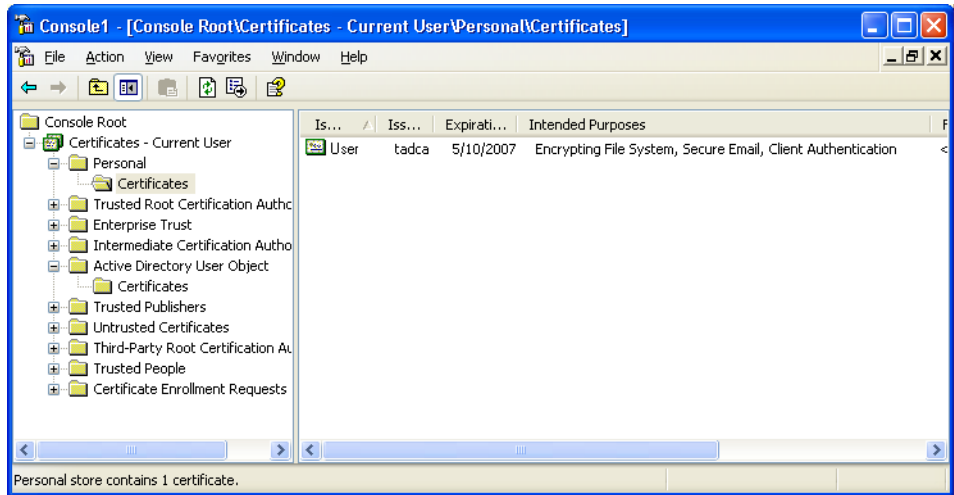 Console1 - [Console Root\Certificates - Current User\Personal\Certificates]
File Action View Favorites Window Help
Console Root
Certificates - Current User
Personal
Certificates
Trusted Root Certification Autho
Enterprise Trust
Intermediate Certification Autho
Active Directory User Object
Certificates
Trusted Publishers
Untrusted Certificates
Third-Party Root Certification Au
Trusted People
Certificate Enrollment Requests
Is... Iss... Expirati... Intended Purposes F
User tadca 5/10/2007 Encrypting File System, Secure Email, Client Authentication <
Personal store contains 1 certificate.